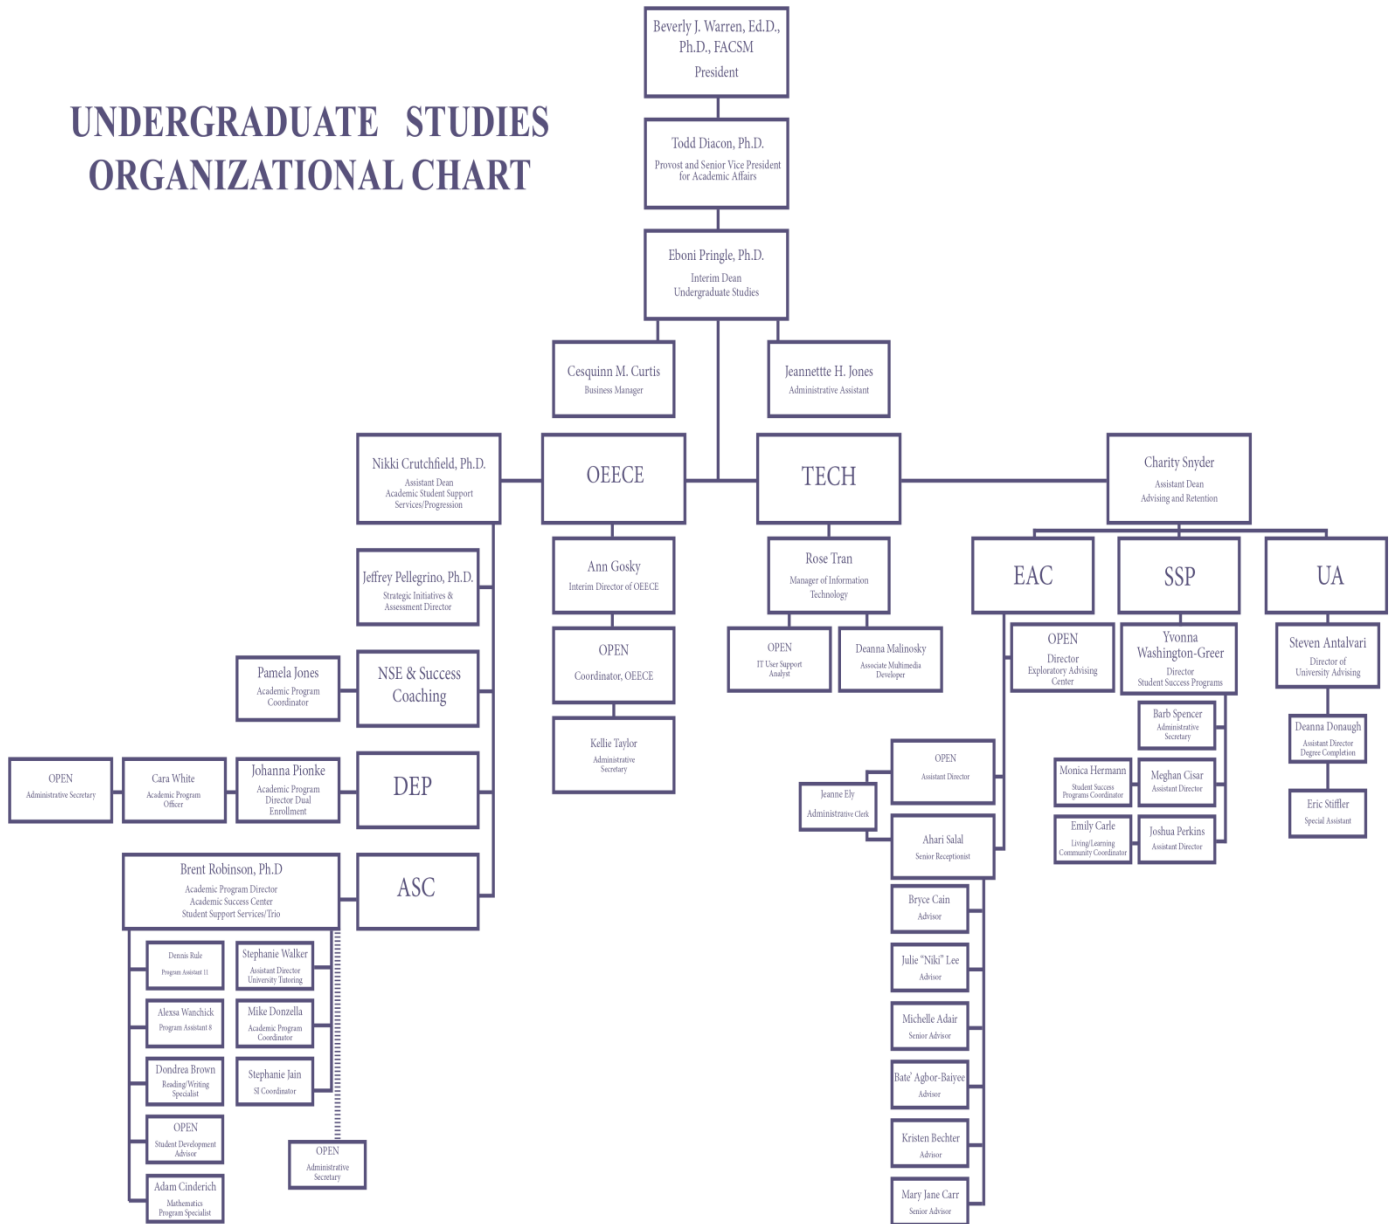 Beverly J. Warren, Ed.D.,
Ph.D., FACSM
President
UNDERGRADUATE STUDIES
ORGANIZATIONAL CHART
Todd Diacon, Ph.D.
Provost and Senior Vice President
for Academic Affairs
Eboni Pringle, Ph.D.
Interim Dean
Undergraduate Studies
Cesquinn M. Curtis
Business Manager
Jeannettte H. Jones
Administrative Assistant
Nikki Crutchfield, Ph.D.
Assistant Dean
Academic Student Support
Services/Progression
OEECE
TECH
Charity Snyder
Assistant Dean
Advising and Retention
Jeffrey Pellegrino, Ph.D.
Strategic Initiatives &
Assessment Director
Ann Gosky
Interim Director of OEECE
Rose Tran
Manager of Information
Technology
EAC
SSP
UA
Pamela Jones
Academic Program
Coordinator
NSE & Success
Coaching
OPEN
Coordinator, OEECE
OPEN
IT User Support
Analyst
Deanna Malinosky
Associate Multimedia
Developer
OPEN
Director
Exploratory Advising
Center
Yvonna
Washington-Greer
Director
Student Success Programs
Steven Antalvari
Director of
University Advising
Kellie Taylor
Administrative
Secretary
Barb Spencer
Administrative
Secretary
Deanna Donaugh
Assistant Director
Degree Completion
OPEN
Administrative Secretary
Cara White
Academic Program
Officer
Johanna Pionke
Academic Program
Director Dual
Enrollment
DEP
OPEN
Assistant Director
Jeanne Ely
Administrauve Clerk
Monica Hermann
Student Success
Programs Coordinator
Meghan Cisar
Assistant Director
Eric Stiffler
Special Assistant
Ahari Salal
Senior Receptionist
Emily Carle
Living/Learning
Community Coordinator
Joshua Perkins
Assistant Director
Brent Robinson, Ph.D
Academic Program Director
Academic Success Center
Student Support Services/Trio
ASC
Bryce Cain
Advisor
Dennis Rule
Program Assistant 11
Stephanie Walker
Assistant Director
University Tutoring
Julie “Niki” Lee
Advisor
Alexsa Wanchick
Program Assistant 8
Mike Donzella
Academic Program
Coordinator
Michelle Adair
Senior Advisor
Dondrea Brown
Reading/Writing
Specialist
Stephanie Jain
SI Coordinator
Bate’ Agbor-Baiyee
Advisor
OPEN
Student Development
Advisor
OPEN
Administrative
Secretary
Kristen Bechter
Advisor
Adam Cinderich
Mathematics
Program Specialist
Mary Jane Carr
Senior Advisor